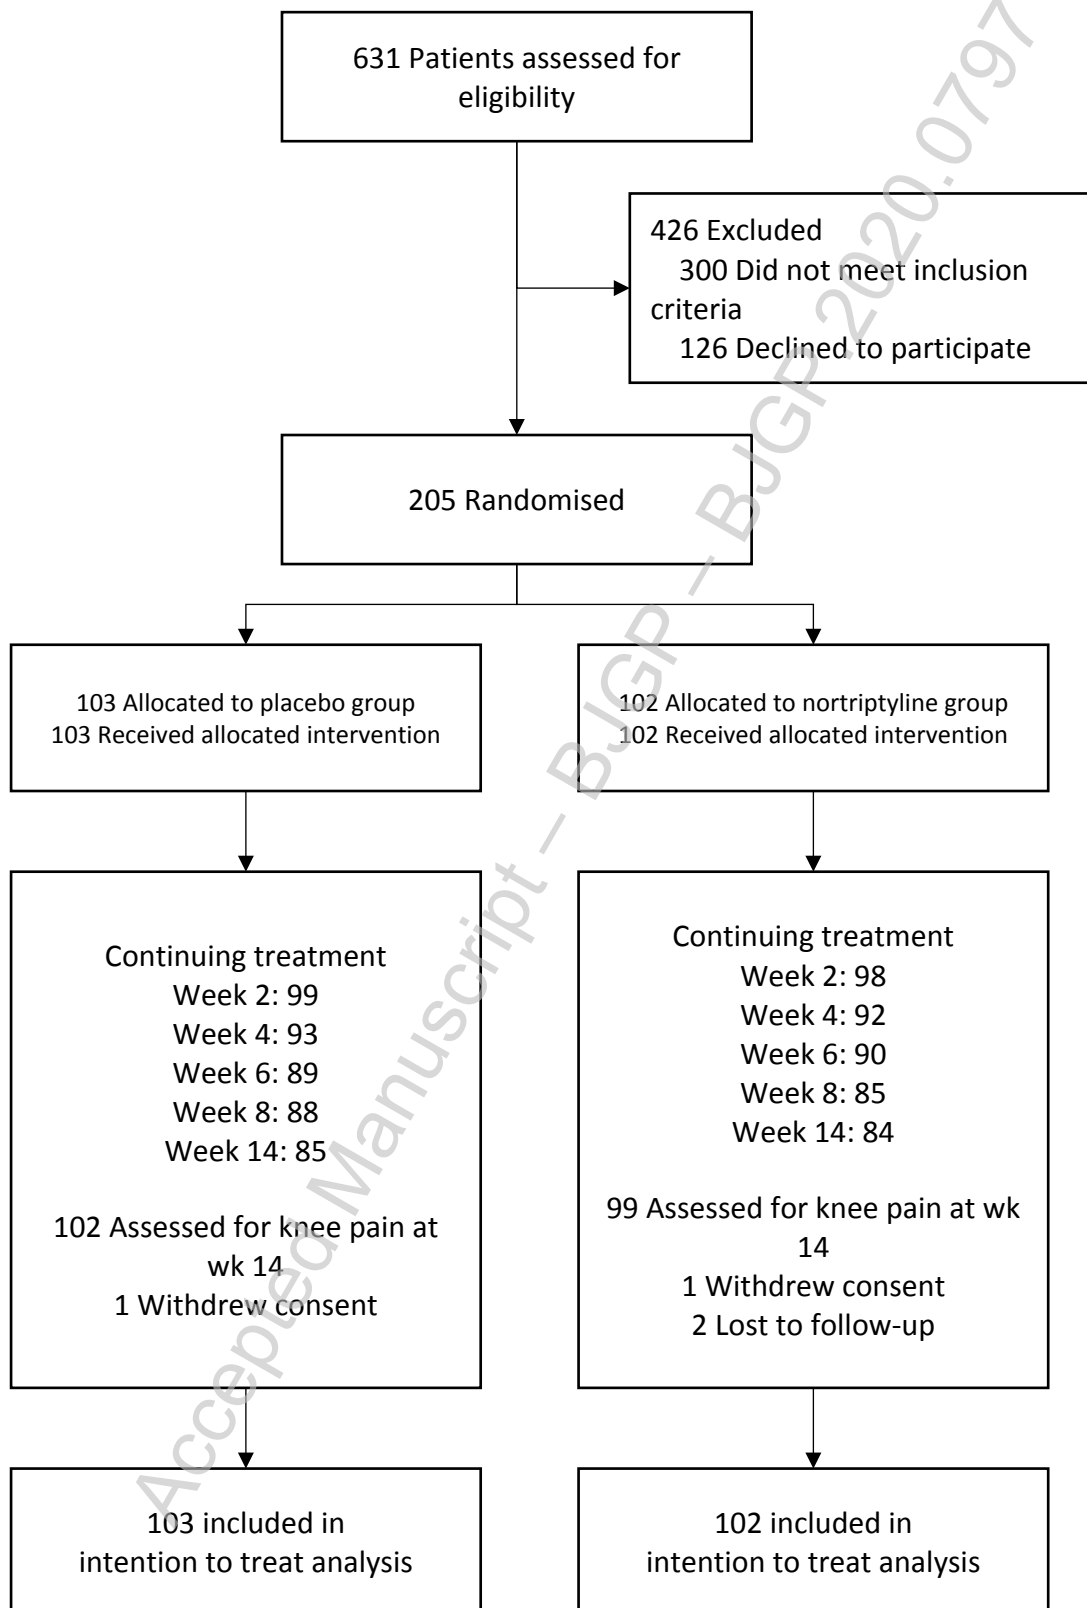 631 Patients assessed for
eligibility
426 Excluded
300 Did not meet inclusion
criteria
126 Declined to participate
205 Randomised
103 Allocated to placebo group
103 Received allocated intervention
102 Allocated to nortriptyline group
102 Received allocated intervention
Continuing treatment
Week 2: 99
Week 4: 93
Week 6: 89
Week 8: 88
Week 14: 85
102 Assessed for knee pain at
wk 14
1 Withdrew consent
Continuing treatment
Week 2: 98
Week 4: 92
Week 6: 90
Week 8: 85
Week 14: 84
99 Assessed for knee pain at wk
14
1 Withdrew consent
2 Lost to follow-up
103 included in
intention to treat analysis
102 included in
intention to treat analysis
Accepted Manuscript – BJGP – BJGP.2020.0797